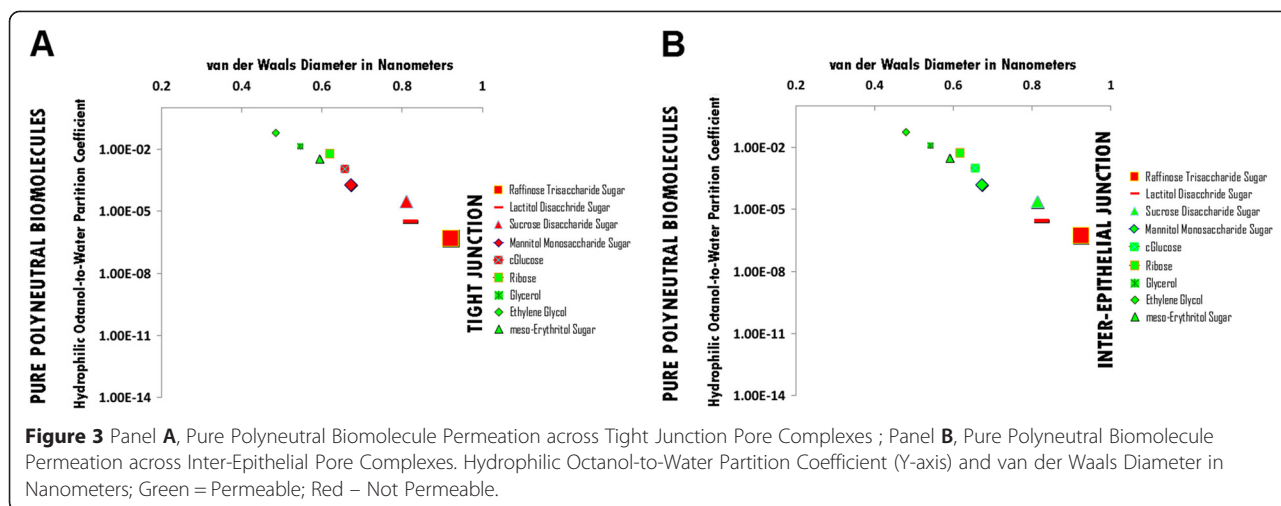 A
van der Waals Diameter in Nanometers
0.2 0.4 0.6 0.8 1
PURE POLYNEUTRAL BIOMOLECULES
Hydrophilic Octanol-to-Water Partition Coefficient
1.00E-02
1.00E-05
1.00E-08
1.00E-11
1.00E-14
TIGHT JUNCTION
Raffinose Trisaccharide Sugar
Lactitol Disacchride Sugar
Sucrose Disaccharide Sugar
Mannitol Monosaccharide Sugar
cGlucose
Ribose
Glycerol
Ethylene Glycol
meso-Erythritol Sugar
B
van der Waals Diameter in Nanometers
0.2 0.4 0.6 0.8 1
PURE POLYNEUTRAL BIOMOLECULES
Hydrophilic Octanol-to-Water Partition Coefficient
1.00E-02
1.00E-05
1.00E-08
1.00E-11
1.00E-14
INTER-EPITHELIAL JUNCTION
Raffinose Trisaccharide Sugar
Lactitol Disaccharide Sugar
Sucrose Disaccharide Sugar
Mannitol Monosaccharide Sugar
cGlucose
Ribose
Glycerol
Ethylene Glycol
meso-Erythritol Sugar
Figure 3 Panel A, Pure Polyneutral Biomolecule Permeation across Tight Junction Pore Complexes ; Panel B, Pure Polyneutral Biomolecule
Permeation across Inter-Epithelial Pore Complexes. Hydrophilic Octanol-to-Water Partition Coefficient (Y-axis) and van der Waals Diameter in
Nanometers; Green = Permeable; Red – Not Permeable.